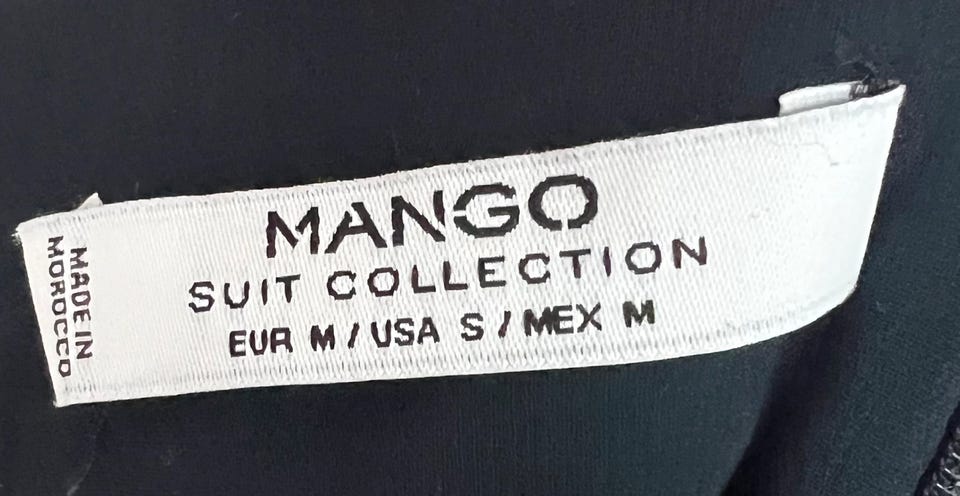 MANGO
SUIT COLLECTION
EUR M / USA S / MEX M
MADE IN
MOROCCO